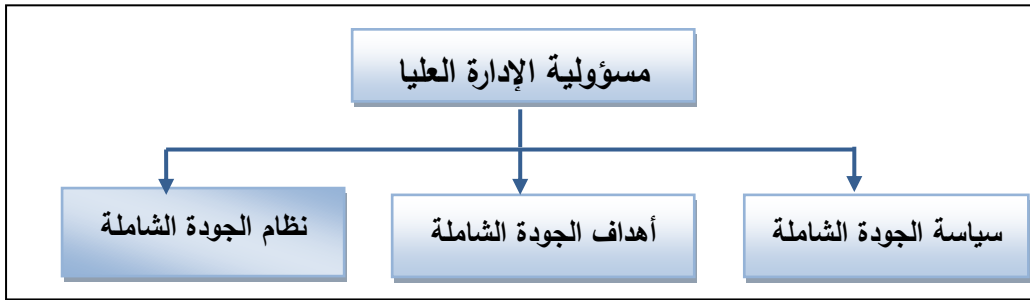 مسؤولية الإدارة العليا
سياسة الجودة الشاملة
أهداف الجودة الشاملة
نظام الجودة الشاملة